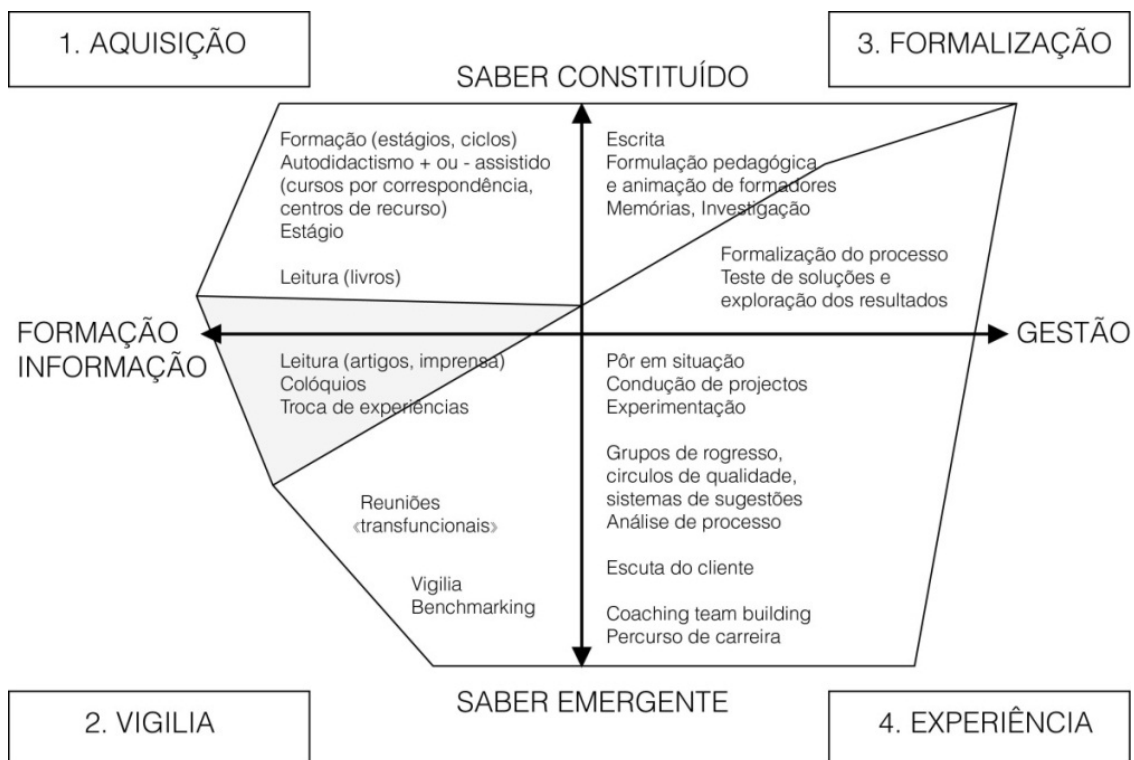 1. AQUISIÇÃO
3. FORMALIZAÇÃO
SABER CONSTITUÍDO
Formação (estágios, ciclos)
Autodidactismo + ou - assistido
(cursos por correspondência,
centros de recurso)
Estágio
Leitura (livros)
Escrita
Formulação pedagógica
e animação de formadores
Memórias, Investigação
Formalização do processo
Teste de soluções e
exploração dos resultados
FORMAÇÃO
INFORMAÇÃO
GESTÃO
Leitura (artigos, imprensa)
Colóquios
Troca de experiências
Reuniões
‹transfuncionais›
Vigilia
Benchmarking
Pôr em situação
Condução de projectos
Experimentação
Grupos de rogresso,
circulos de qualidade,
sistemas de sugestões
Análise de processo
Escuta do cliente
Coaching team building
Percurso de carreira
SABER EMERGENTE
2. VIGILIA
4. EXPERIÊNCIA